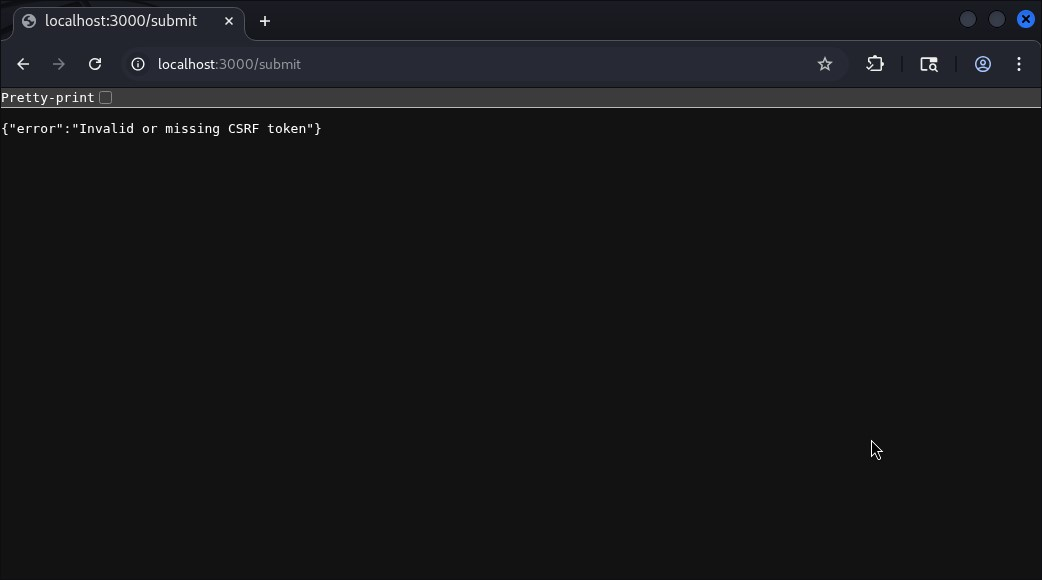 localhost:3000/submit
localhost:3000/submit
Pretty-print
{"error":"Invalid or missing CSRF token"}